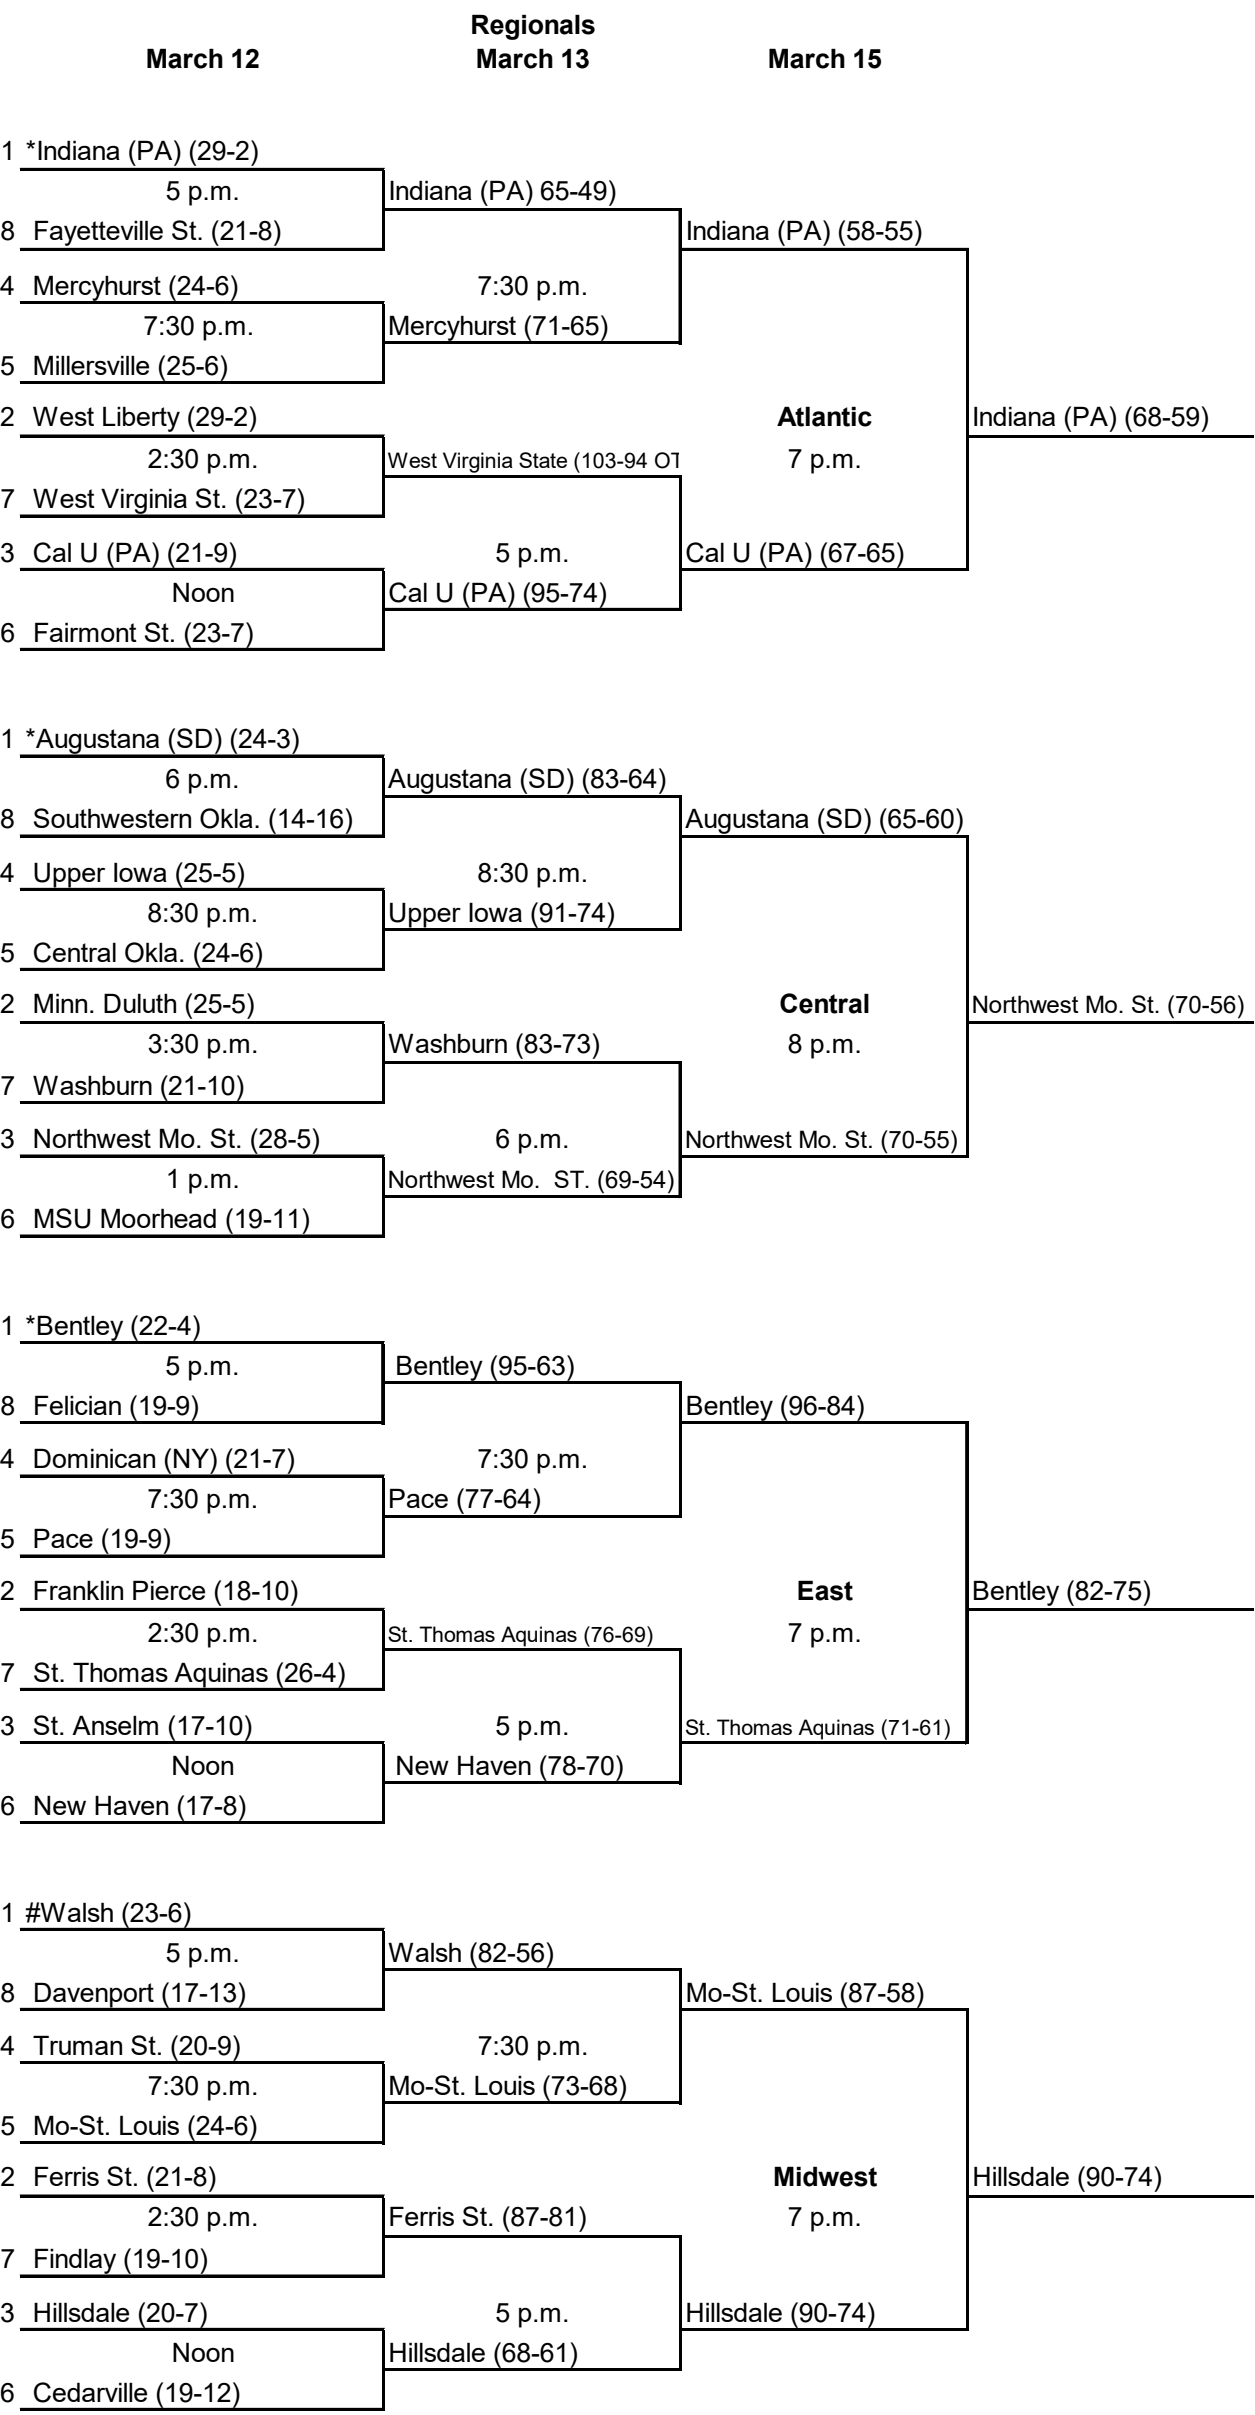 Regionals
March 12 March 13 March 15
1 *Indiana (PA) (29-2)
5 p.m. Indiana (PA) 65-49)
8 Fayetteville St. (21-8) Indiana (PA) (58-55)
4 Mercyhurst (24-6) 7:30 p.m.
7:30 p.m. Mercyhurst (71-65)
5 Millersville (25-6)
2 West Liberty (29-2) Atlantic Indiana (PA) (68-59)
2:30 p.m. West Virginia State (103-94 OT 7 p.m.
7 West Virginia St. (23-7)
3 Cal U (PA) (21-9) 5 p.m. Cal U (PA) (67-65)
Noon Cal U (PA) (95-74)
6 Fairmont St. (23-7)
1 *Augustana (SD) (24-3)
6 p.m. Augustana (SD) (83-64)
8 Southwestern Okla. (14-16) Augustana (SD) (65-60)
4 Upper Iowa (25-5) 8:30 p.m.
8:30 p.m. Upper Iowa (91-74)
5 Central Okla. (24-6)
2 Minn. Duluth (25-5) Central Northwest Mo. St. (70-56)
3:30 p.m. Washburn (83-73) 8 p.m.
7 Washburn (21-10)
3 Northwest Mo. St. (28-5) 6 p.m. Northwest Mo. St. (70-55)
1 p.m. Northwest Mo. ST. (69-54)
6 MSU Moorhead (19-11)
1 *Bentley (22-4)
5 p.m. Bentley (95-63)
8 Felician (19-9) Bentley (96-84)
4 Dominican (NY) (21-7) 7:30 p.m.
7:30 p.m. Pace (77-64)
5 Pace (19-9)
2 Franklin Pierce (18-10) East Bentley (82-75)
2:30 p.m. St. Thomas Aquinas (76-69) 7 p.m.
7 St. Thomas Aquinas (26-4)
3 St. Anselm (17-10) 5 p.m. St. Thomas Aquinas (71-61)
Noon New Haven (78-70)
6 New Haven (17-8)
1 #Walsh (23-6)
5 p.m. Walsh (82-56)
8 Davenport (17-13) Mo-St. Louis (87-58)
4 Truman St. (20-9) 7:30 p.m.
7:30 p.m. Mo-St. Louis (73-68)
5 Mo-St. Louis (24-6)
2 Ferris St. (21-8) Midwest Hillsdale (90-74)
2:30 p.m. Ferris St. (87-81) 7 p.m.
7 Findlay (19-10)
3 Hillsdale (20-7) 5 p.m. Hillsdale (90-74)
Noon Hillsdale (68-61)
6 Cedarville (19-12)